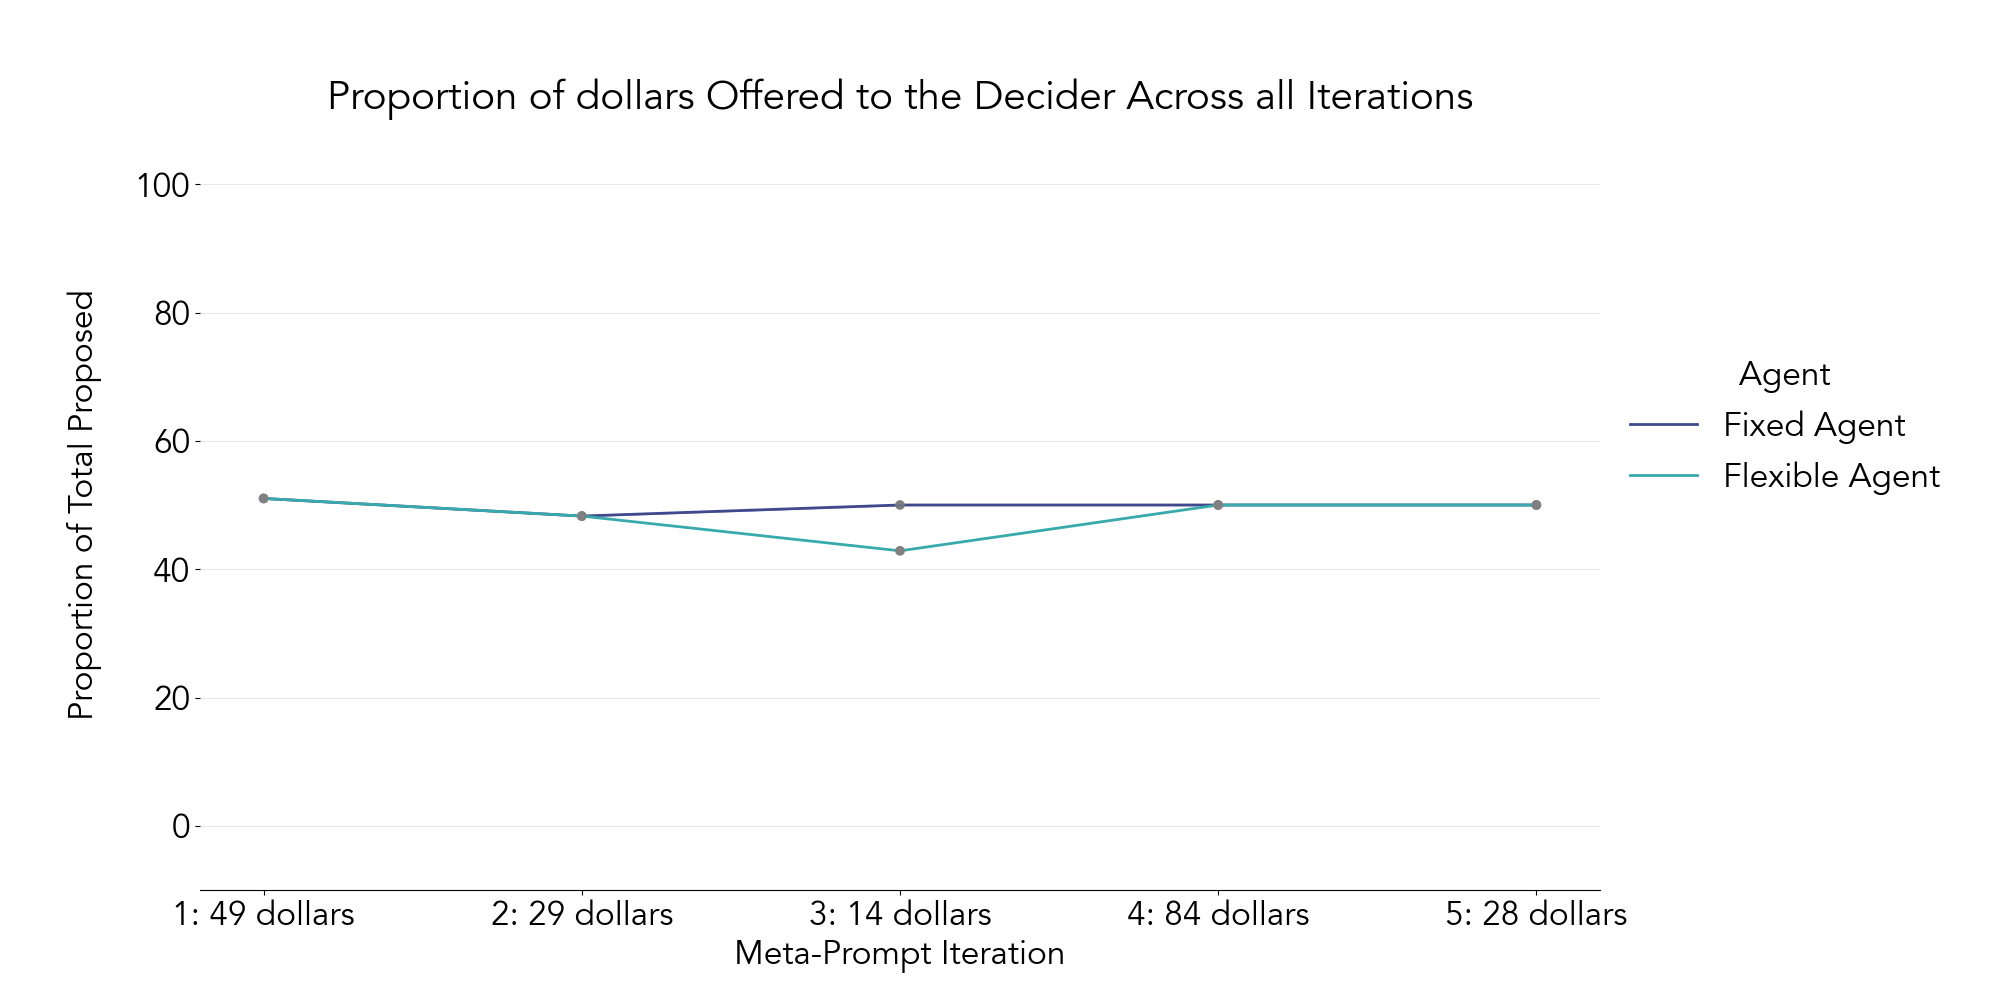 Proportion of dollars Offered to the Decider Across all Iterations
Proportion of Total Proposed
100
80
60
40
20
0
1: 49 dollars
2: 29 dollars
3: 14 dollars
4: 84 dollars
5: 28 dollars
Meta-Prompt Iteration
Agent
Fixed Agent
Flexible Agent